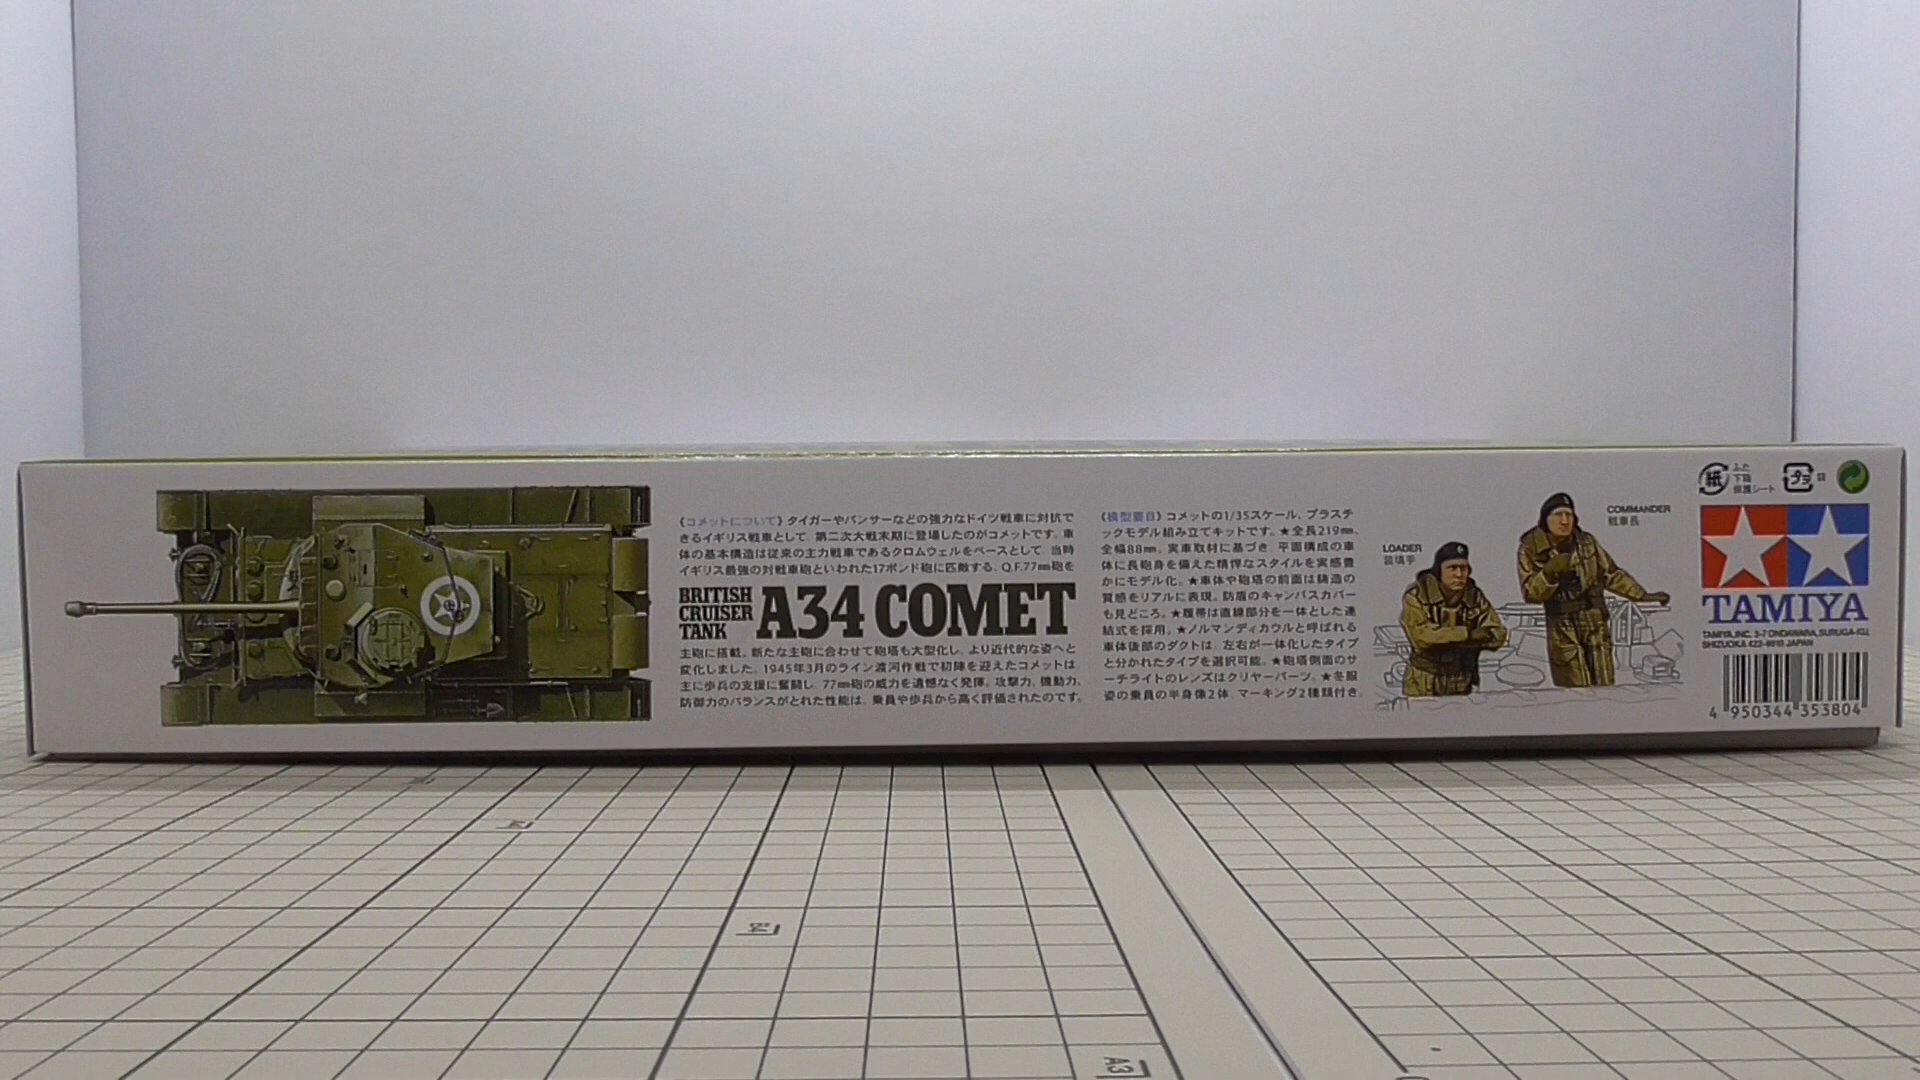 《コメットについて》タイガーやパンサーなどの強力なドイツ戦車に対抗で
きるイギリス戦車として、第二次大戦末期に登場したのがコメットです。車
体の基本構造は従来の主力戦車であるクロムウェルをベースとして、当時
イギリス最強の対戦車砲といわれた17ポンド砲に匹敵する、Q.F.77mm砲を
BRITISH
CRUISER
TANK
A34 COMET
主砲に搭載。新たな主砲に合わせて砲塔も大型化し、より近代的な姿へと
変化しました。1945年3月のライン渡河作戦で初陣を迎えたコメットは、
主に歩兵の支援に奮闘し、77mm砲の威力を遺憾なく発揮。攻撃力、機動力、
防御力のバランスがとれた性能は、乗員や歩兵から高く評価されたのです。
《模型要目》コメットの1/35スケール、プラスチ
ックモデル組み立てキットです。★全長219mm、
全幅88mm。実車取材に基づき、平面構成の車
体に長砲身を備えた精悍なスタイルを実感豊
かにモデル化。★車体や砲塔の前面は鋳造の
質感をリアルに表現。防盾のキャンバスカバー
も見どころ。★履帯は直線部分を一体とした連
結式を採用。★ノルマンディカウルと呼ばれる
車体後部のダクトは、左右が一体化したタイプ
と分かれたタイプを選択可能。★砲塔側面のサ
ーチライトのレンズはクリヤーパーツ。★冬服
姿の乗員の半身像2体、マーキング2種類付き。
LOADER
装填手
COMMANDER
戦車長
紙
ふた
下箱
保護シート
プラ
袋
TAMIYA
TAMIYA,INC. 3-7 ONDAWARA,SURUGA-KU,
SHIZUOKA 422-8610 JAPAN
4 950344 353804
A4
B4
A3